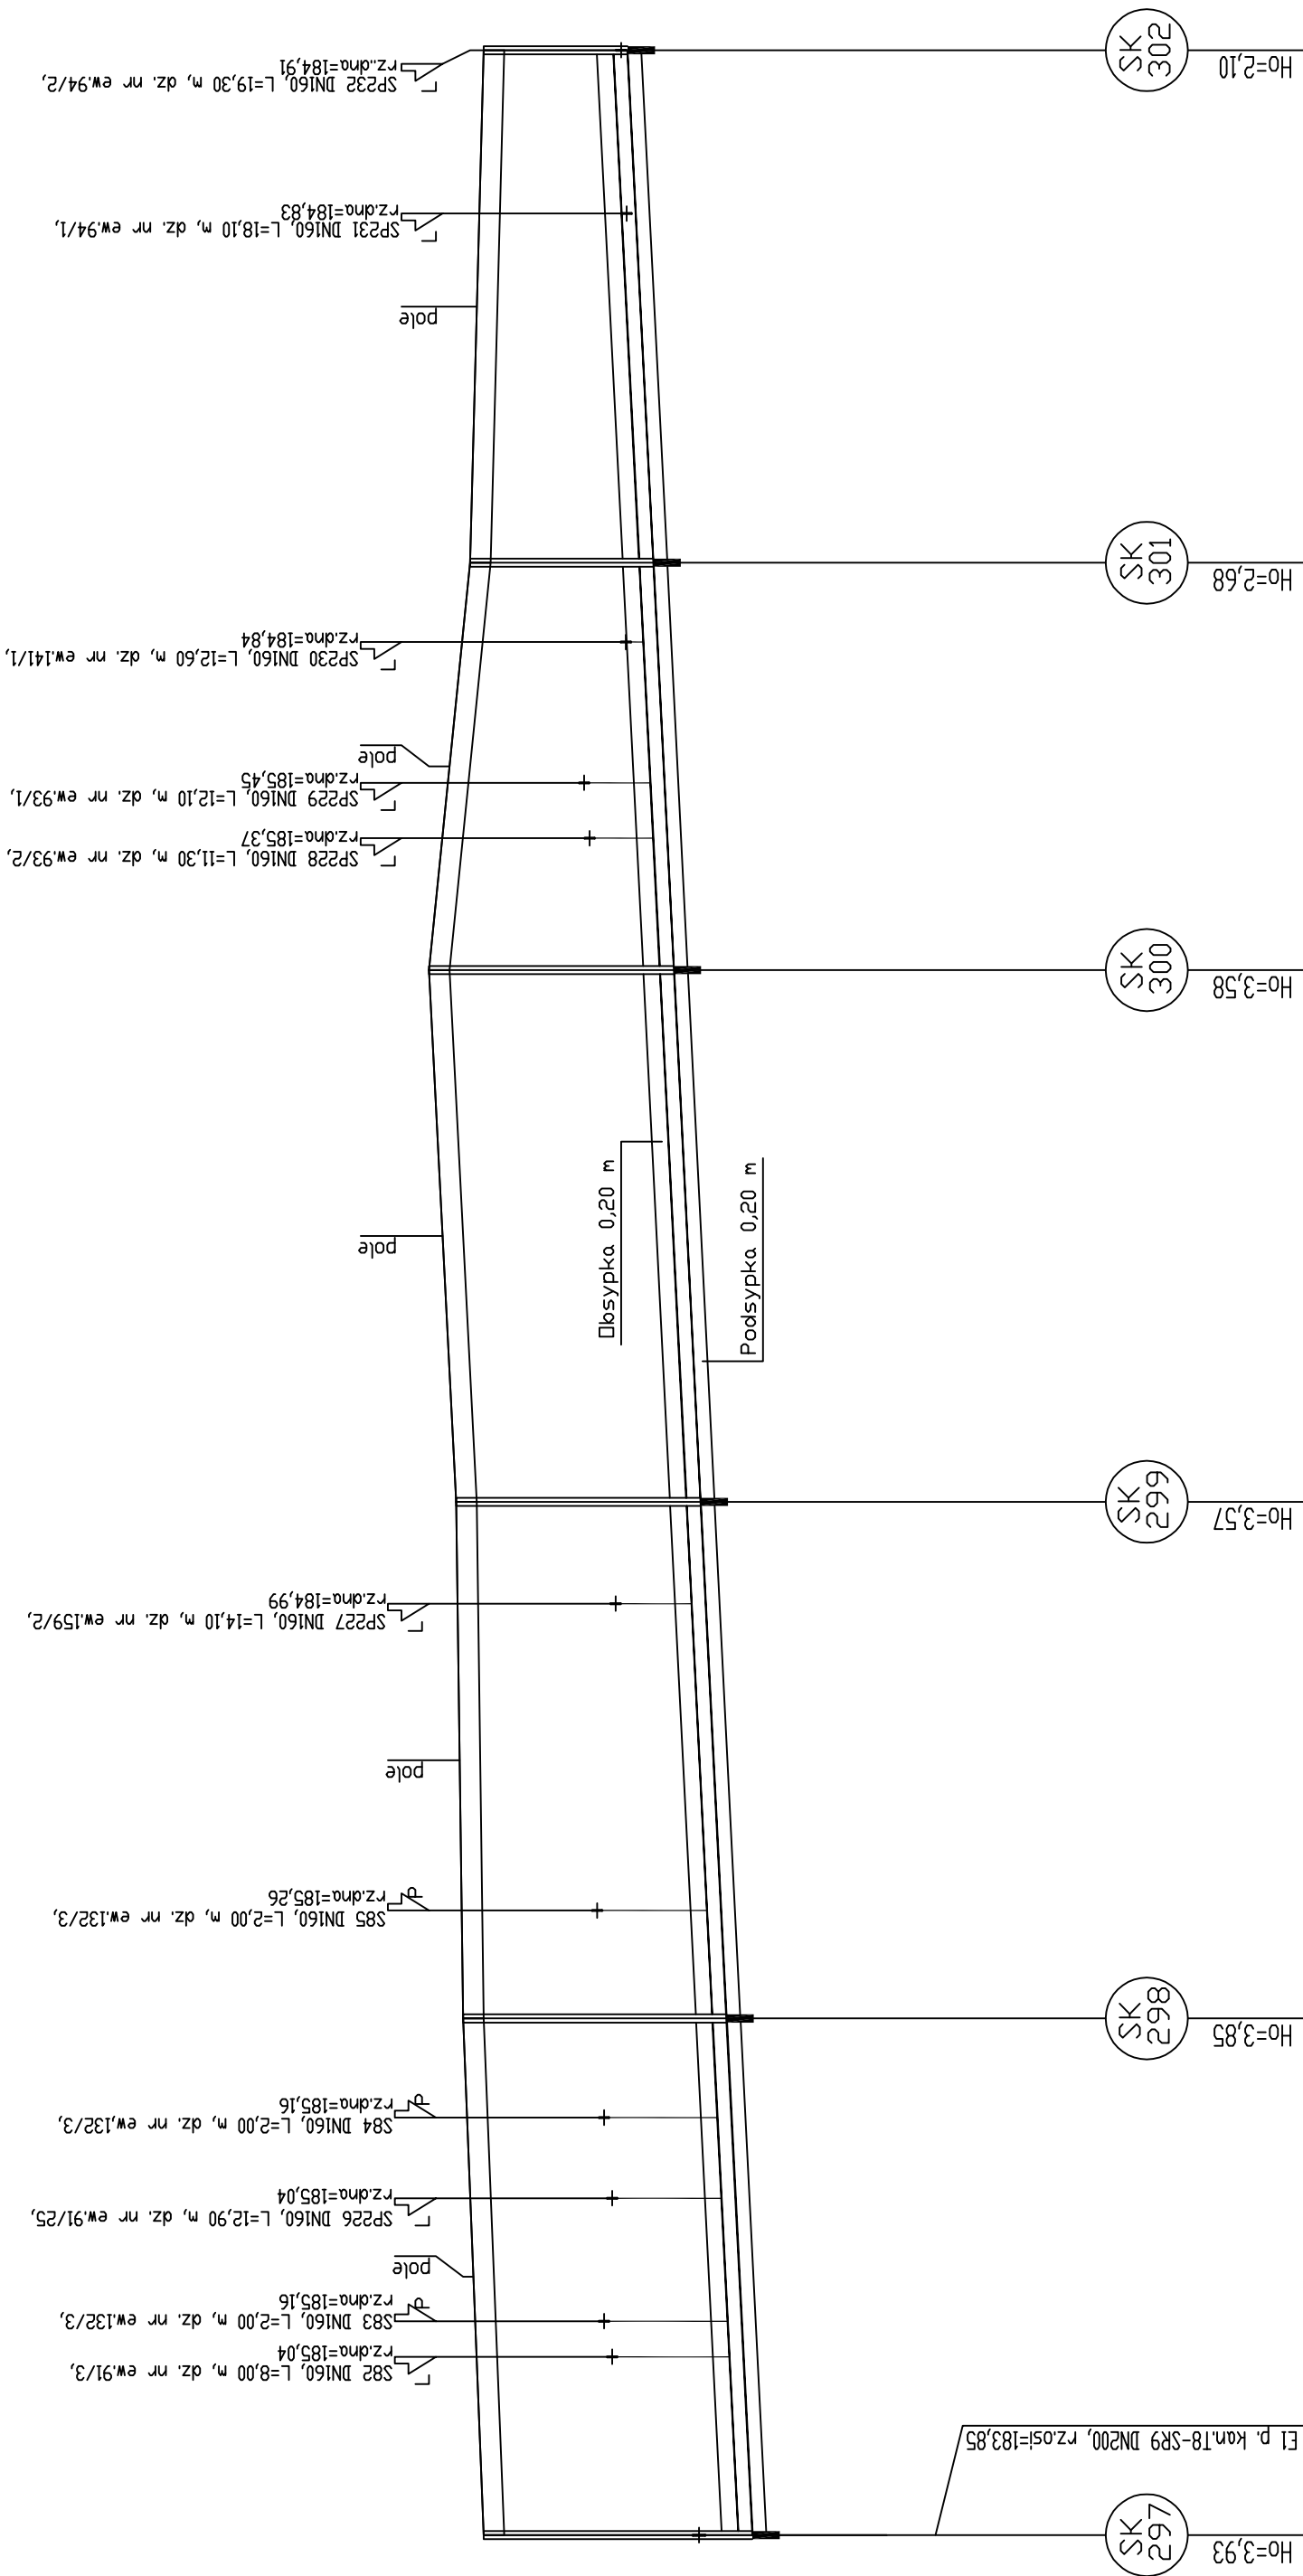 SP232 DN160, L=19,30 m, dz. nr ew.94/2,
rz..dna=184,91
L
SP231 DN160, L=18,10 m, dz. nr ew.94/1,
rz.dna=184,83
L
pole
SP230 DN160, L=12,60 m, dz. nr ew.141/1,
rz.dna=184,84
L
pole
SP229 DN160, L=12,10 m, dz. nr ew.93/1,
rz.dna=185,45
L
SP228 DN160, L=11,30 m, dz. nr ew.93/2,
rz.dna=185,37
L
pole
Obsypka 0,20 m
Podsypka 0,20 m
SP227 DN160, L=14,10 m, dz. nr ew.159/2,
rz.dna=184,99
L
pole
S85 DN160, L=2,00 m, dz. nr ew.132/3,
rz.dna=185,26
P
S84 DN160, L=2,00 m, dz. nr ew,132/3,
rz.dna=185,16
P
SP226 DN160, L=12,90 m, dz. nr ew.91/25,
rz.dna=185,04
L
pole
S83 DN160, L=2,00 m, dz. nr ew.132/3,
rz.dna=185,16
P
S82 DN160, L=8,00 m, dz. nr ew.91/3,
rz.dna=185,04
L
E1 p. kan.T8-SR9 DN200, rz.osi=183,85
SK
302
Ho=2,10
SK
301
Ho=2,68
SK
300
Ho=3,58
SK
299
Ho=3,57
SK
298
Ho=3,85
SK
297
Ho=3,93